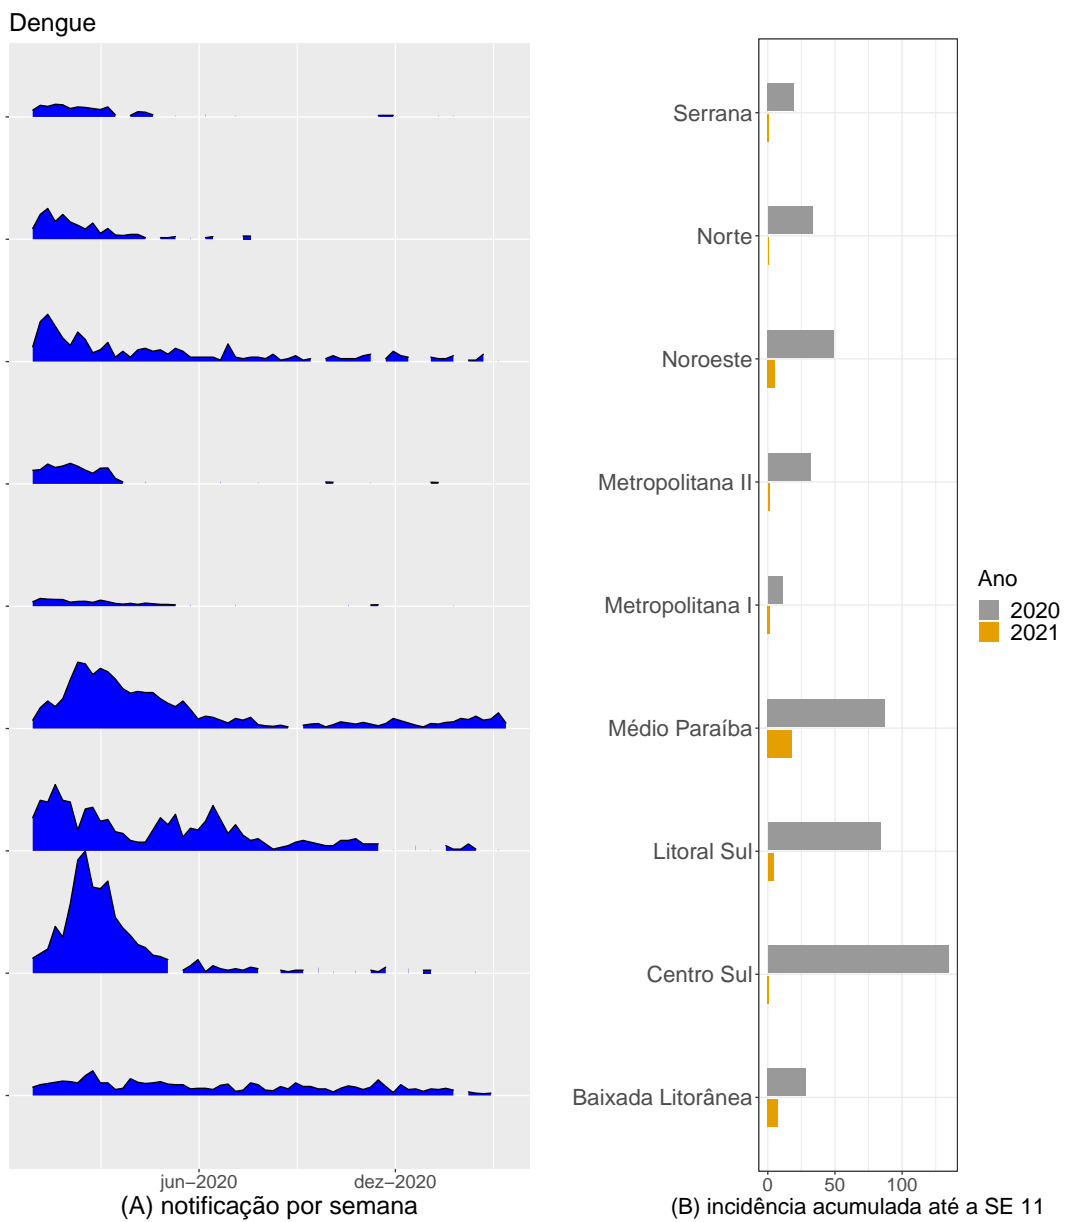 Dengue
Serrana
Norte
Noroeste
Metropolitana II
Metropolitana I
Médio Paraíba
Litoral Sul
Centro Sul
Baixada Litorânea
Ano
2020
2021
jun−2020 dez−2020
(A) notificação por semana
0 50 100
(B) incidência acumulada até a SE 11